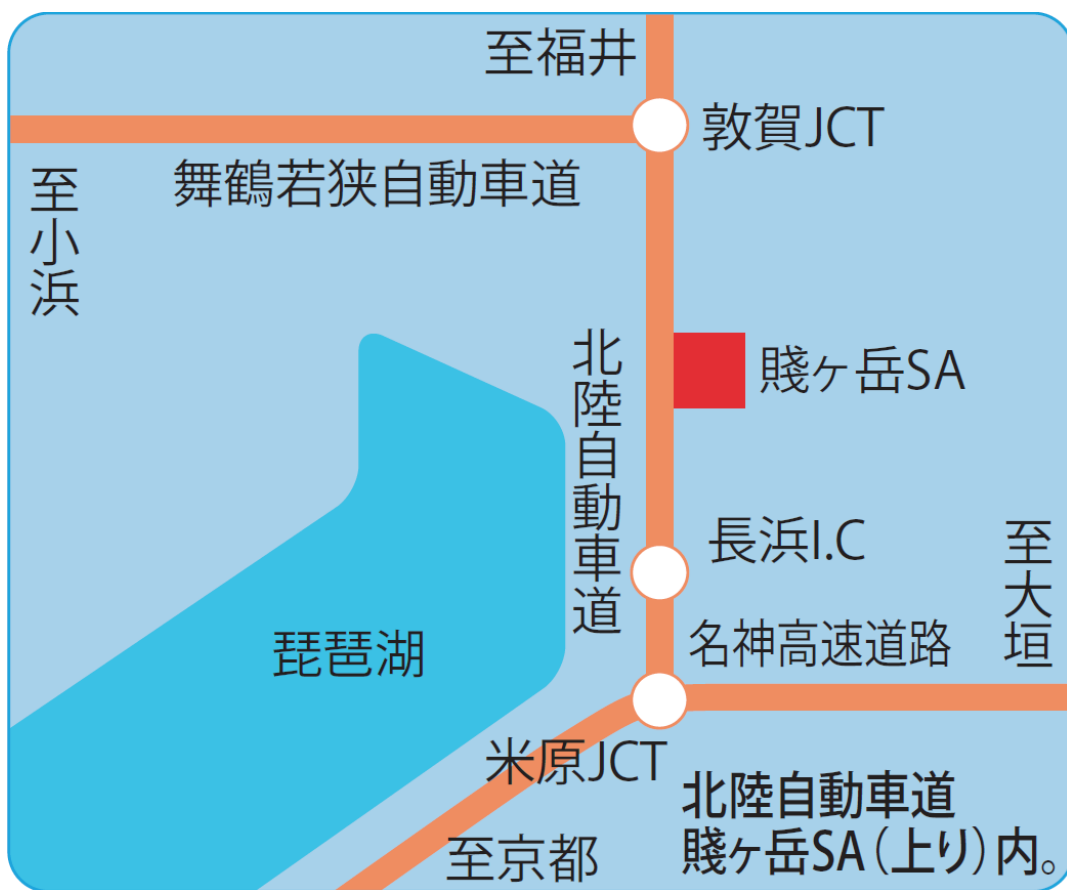 至福井
敦賀JCT
舞鶴若狭自動車道
至小浜
北陸自動車道
賤ヶ岳SA
長浜I.C
至大垣
名神高速道路
琵琶湖
米原JCT
至京都
北陸自動車道
賤ヶ岳SA(上り)内。